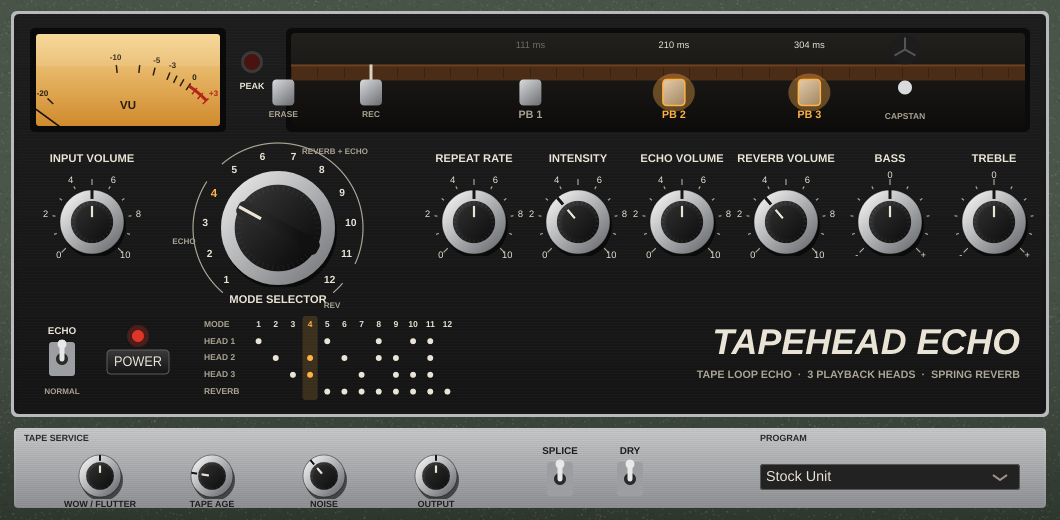 -20 -10 -5 -3 0 +3
VU
PEAK
111 ms 210 ms 304 ms
ERASE REC PB 1 PB 2 PB 3 CAPSTAN
INPUT VOLUME
0 2 4 6 8 10
REVERB + ECHO
ECHO
REV
1 2 3 4 5 6 7 8 9 10 11 12
MODE SELECTOR
REPEAT RATE INTENSITY ECHO VOLUME REVERB VOLUME BASS TREBLE
0 2 4 6 8 10
0 2 4 6 8 10
0 2 4 6 8 10
0 2 4 6 8 10
- 0 +
- 0 +
ECHO
NORMAL
POWER
MODE 1 2 3 4 5 6 7 8 9 10 11 12
HEAD 1
HEAD 2
HEAD 3
REVERB
TAPEHEAD ECHO
TAPE LOOP ECHO · 3 PLAYBACK HEADS · SPRING REVERB
TAPE SERVICE
WOW / FLUTTER TAPE AGE NOISE OUTPUT
SPLICE DRY
PROGRAM
Stock Unit